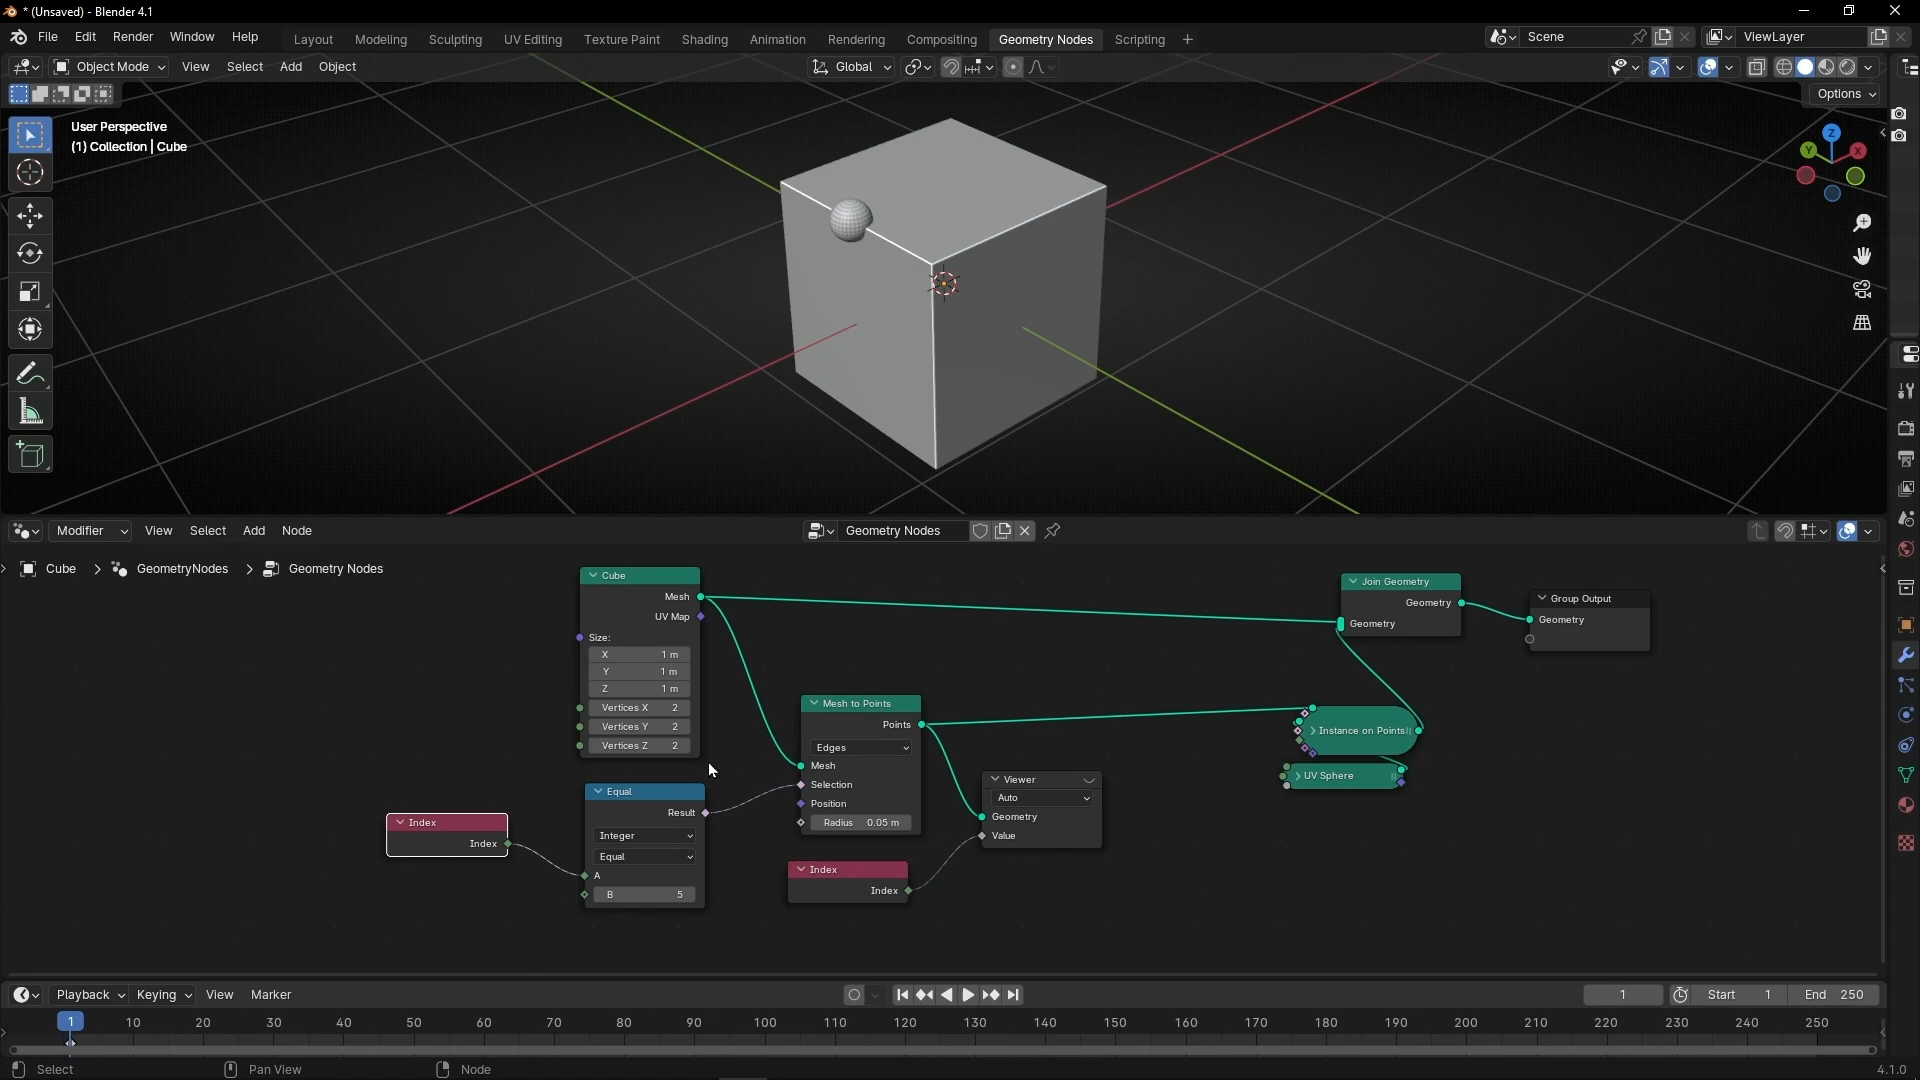 * (Unsaved) - Blender 4.1
File Edit Render Window Help Layout Modeling Sculpting UV Editing Texture Paint Shading Animation Rendering Compositing Geometry Nodes Scripting + Scene ViewLayer
Object Mode View Select Add Object Global
Options
User Perspective
(1) Collection | Cube
Z
Y
X
Modifier View Select Add Node Geometry Nodes
Cube > GeometryNodes > Geometry Nodes
Cube
Mesh
UV Map
Size:
X 1 m
Y 1 m
Z 1 m
Vertices X 2
Vertices Y 2
Vertices Z 2
Index
Index
Equal
Result
Integer
Equal
A
B 5
Mesh to Points
Points
Edges
Mesh
Selection
Position
Radius 0.05 m
Index
Index
Viewer
Auto
Geometry
Value
Join Geometry
Geometry
Geometry
Group Output
Geometry
Instance on Points
UV Sphere
Playback Keying View Marker 1 Start 1 End 250
1 10 20 30 40 50 60 70 80 90 100 110 120 130 140 150 160 170 180 190 200 210 220 230 240 250
Select Pan View Node 4.1.0